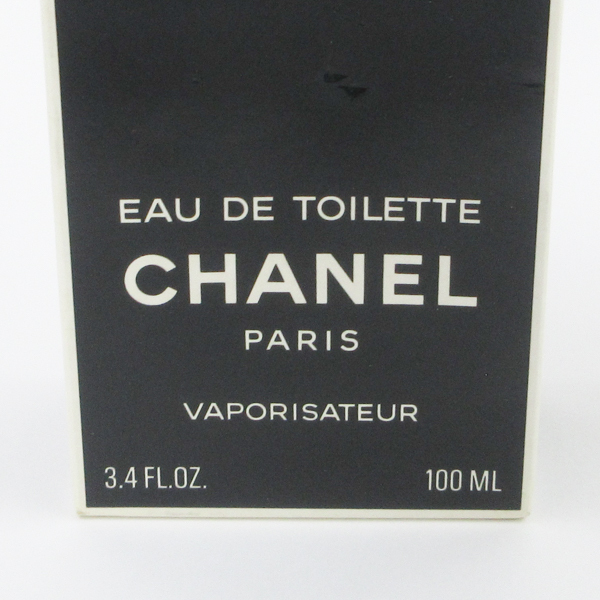 EAU DE TOILETTE
CHANEL
PARIS
VAPORISATEUR
3.4 FL.OZ. 100 ML